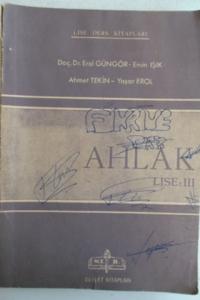 LİSE DERS KİTAPLARI
Doç. Dr. Erol GÜNGÖR - Emin IŞIK
Ahmet TEKİN - Yaşar EROL
AHLAK
LİSE: III
DEVLET KİTAPLARI